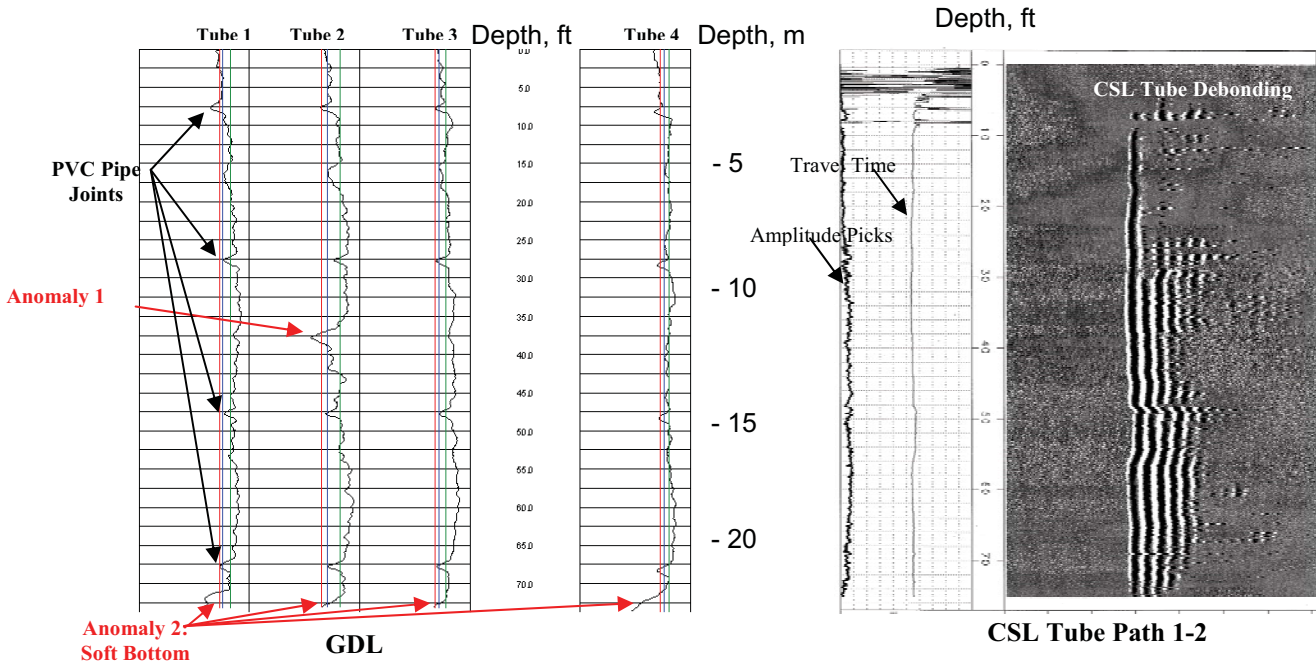 Tube 1
Tube 2
Tube 3
Depth, ft
Tube 4
Depth, m
Depth, ft
0.0
5.0
10.0
15.0
20.0
25.0
30.0
35.0
40.0
45.0
50.0
55.0
60.0
65.0
70.0
- 5
- 10
- 15
- 20
PVC Pipe
Joints
Anomaly 1
Anomaly 2:
Soft Bottom
GDL
Travel Time
Amplitude Picks
0
10
20
30
40
50
60
70
CSL Tube Debonding
CSL Tube Path 1-2